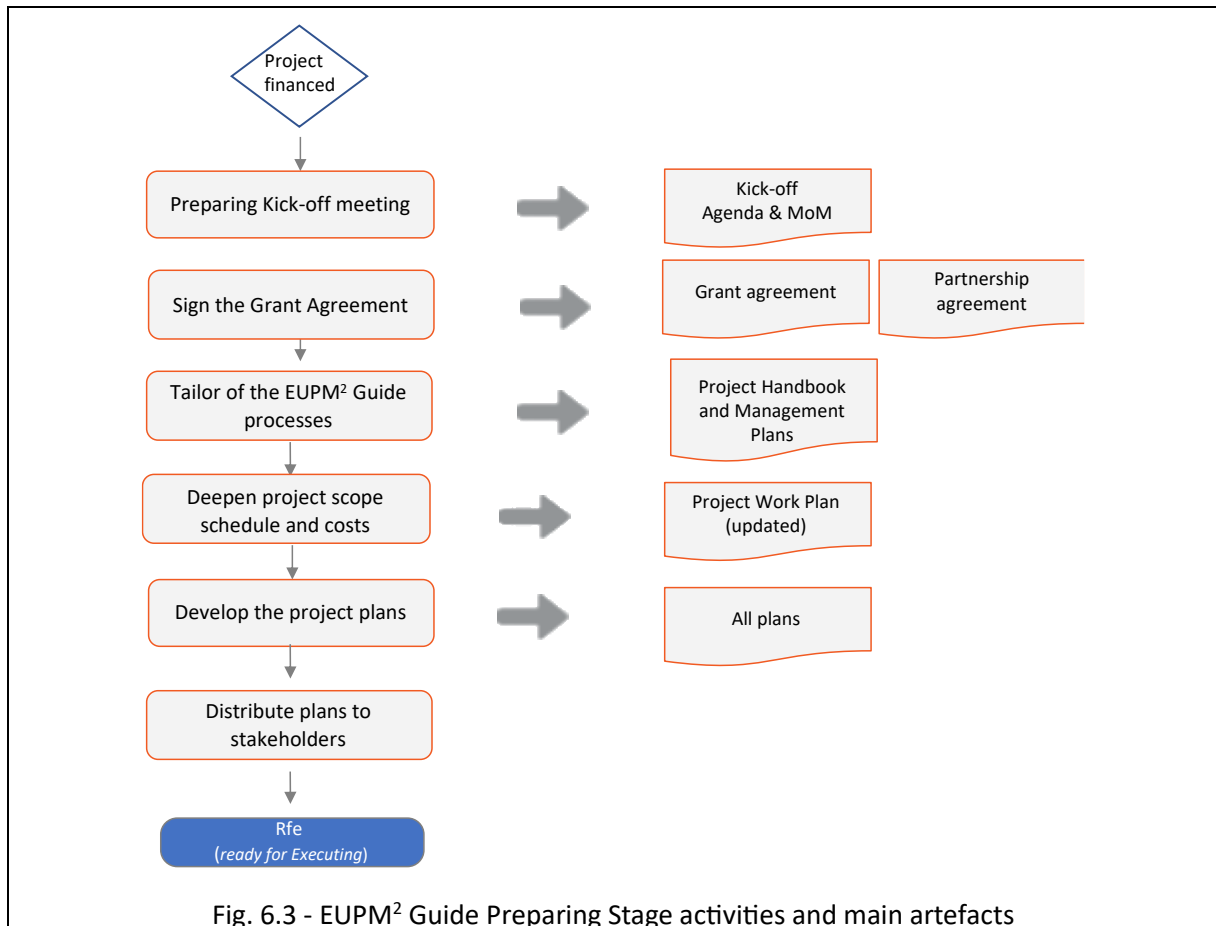 Project
financed
Preparing Kick-off meeting
Kick-off
Agenda & MoM
Sign the Grant Agreement
Grant agreement
Partnership
agreement
Tailor of the EUPM² Guide
processes
Project Handbook
and Management
Plans
Deepen project scope
schedule and costs
Project Work Plan
(updated)
Develop the project plans
All plans
Distribute plans to
stakeholders
Rfe
(ready for Executing)
Fig. 6.3 - EUPM² Guide Preparing Stage activities and main artefacts